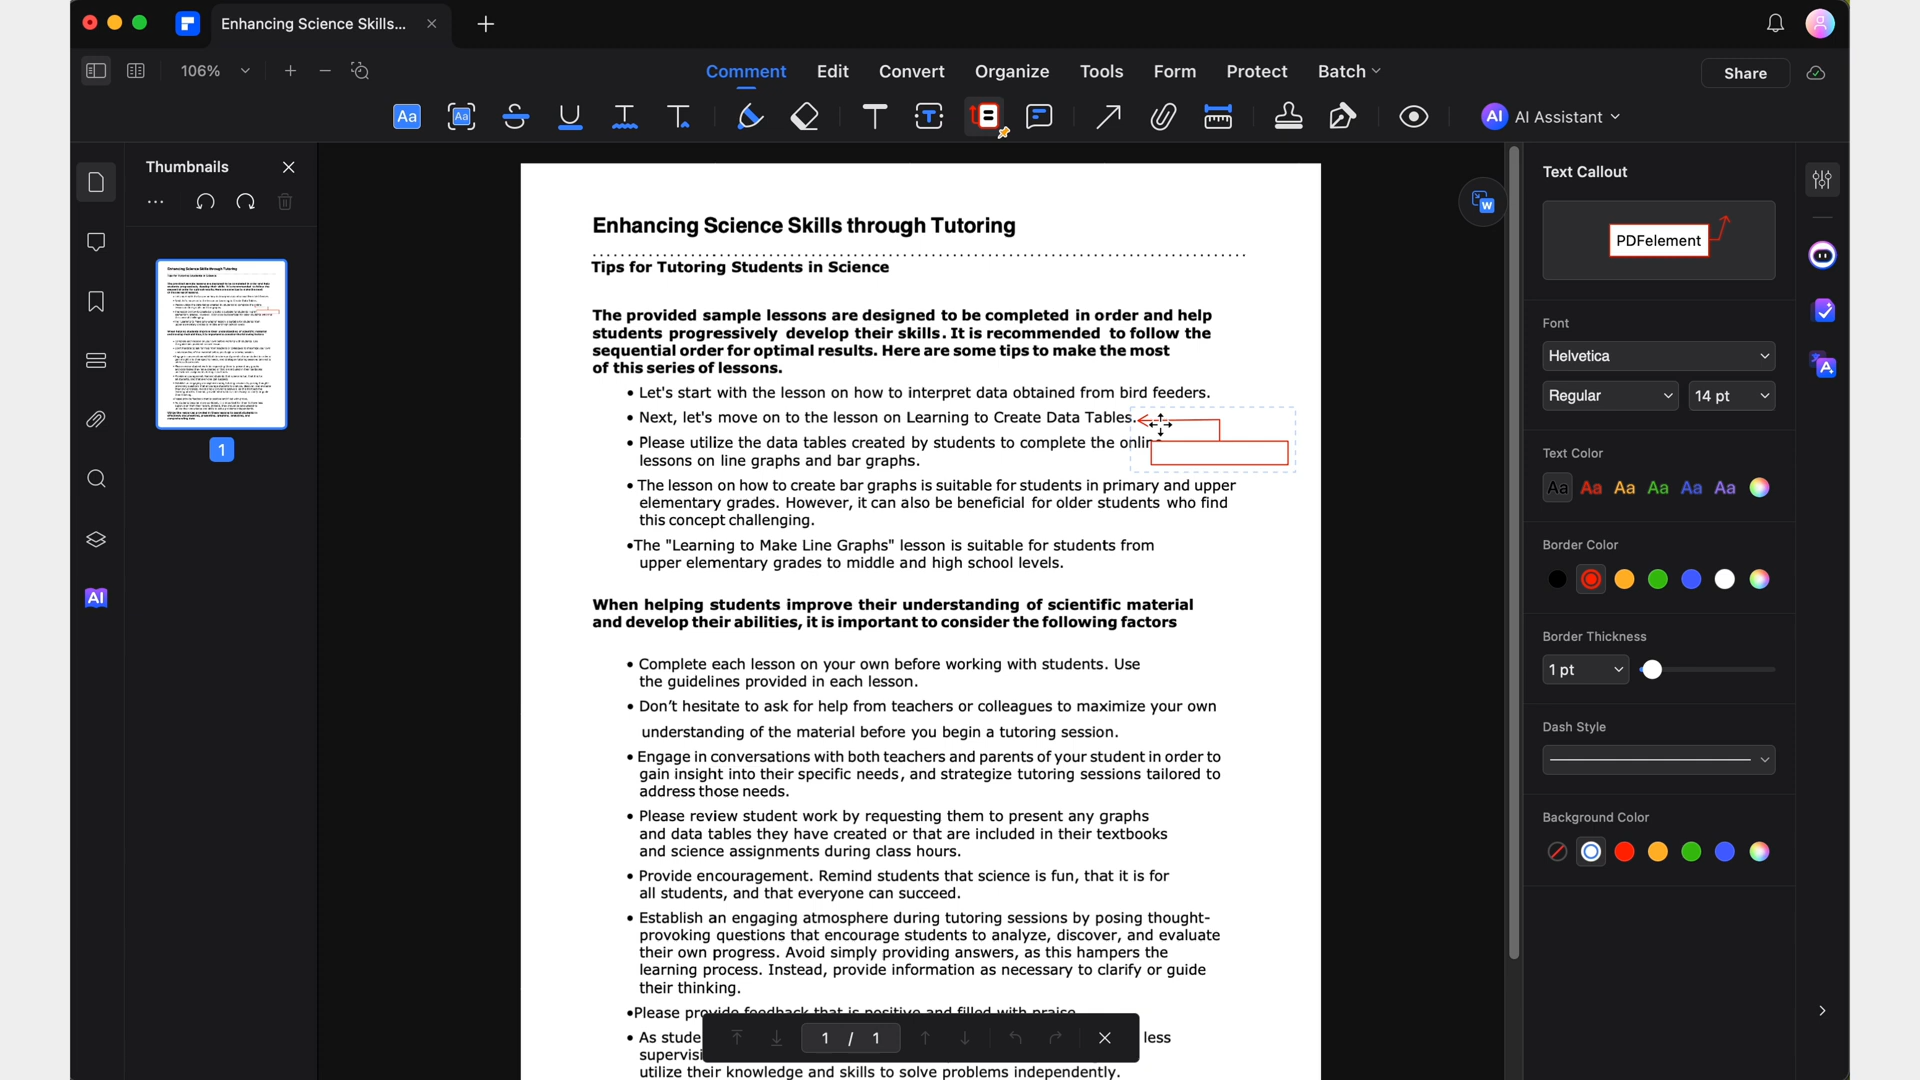 Enhancing Science Skills...
106%
Comment Edit Convert Organize Tools Form Protect Batch
Share
Aa Aa
AI AI Assistant
Thumbnails
1
AI
Enhancing Science Skills through Tutoring
Tips for Tutoring Students in Science
The provided sample lessons are designed to be completed in order and help
students progressively develop their skills. It is recommended to follow the
sequential order for optimal results. Here are some tips to make the most
of this series of lessons.
• Let's start with the lesson on how to interpret data obtained from bird feeders.
• Next, let's move on to the lesson on Learning to Create Data Tables.
• Please utilize the data tables created by students to complete the online
lessons on line graphs and bar graphs.
• The lesson on how to create bar graphs is suitable for students in primary and upper
elementary grades. However, it can also be beneficial for older students who find
this concept challenging.
•The "Learning to Make Line Graphs" lesson is suitable for students from
upper elementary grades to middle and high school levels.
When helping students improve their understanding of scientific material
and develop their abilities, it is important to consider the following factors
• Complete each lesson on your own before working with students. Use
the guidelines provided in each lesson.
• Don't hesitate to ask for help from teachers or colleagues to maximize your own
understanding of the material before you begin a tutoring session.
• Engage in conversations with both teachers and parents of your student in order to
gain insight into their specific needs, and strategize tutoring sessions tailored to
address those needs.
• Please review student work by requesting them to present any graphs
and data tables they have created or that are included in their textbooks
and science assignments during class hours.
• Provide encouragement. Remind students that science is fun, that it is for
all students, and that everyone can succeed.
• Establish an engaging atmosphere during tutoring sessions by posing thought-
provoking questions that encourage students to analyze, discover, and evaluate
their own progress. Avoid simply providing answers, as this hampers the
learning process. Instead, provide information as necessary to clarify or guide
their thinking.
•Please provide feedback that is positive and filled with praise.
• As stude less
supervisi
utilize their knowledge and skills to solve problems independently.
1 / 1
W
Text Callout
PDFelement
Font
Helvetica
Regular 14 pt
Text Color
Aa Aa Aa Aa Aa Aa
Border Color
Border Thickness
1 pt
Dash Style
Background Color